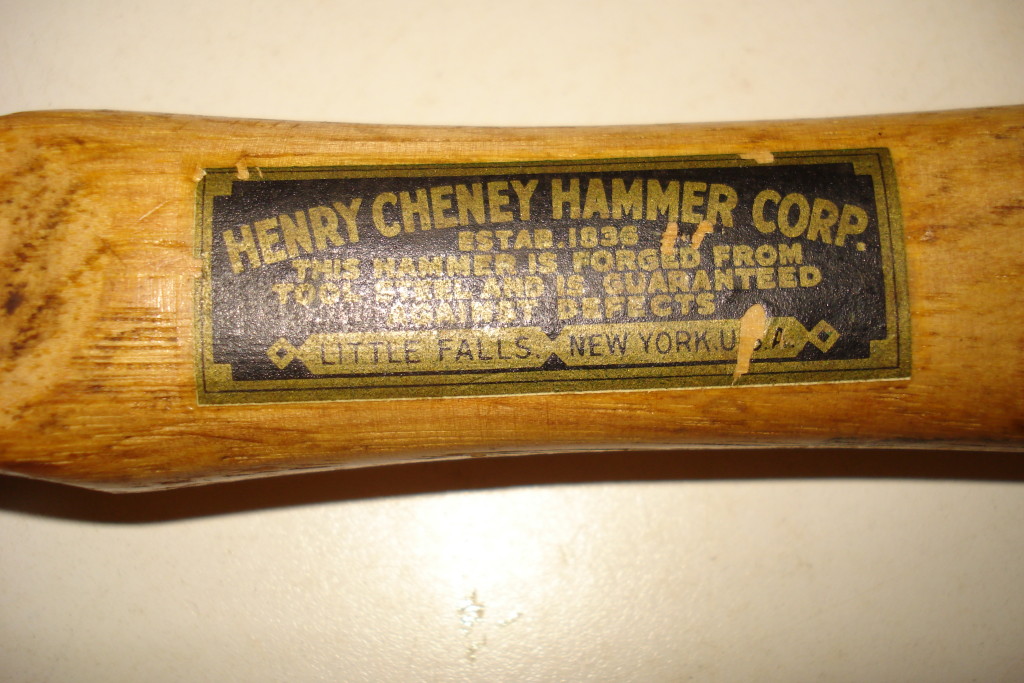 HENRY CHENEY HAMMER CORP.
ESTAB. 1836
THIS HAMMER IS FORGED FROM
TOOL STEEL AND IS GUARANTEED
AGAINST DEFECTS
LITTLE FALLS. NEW YORK. U.S.A.